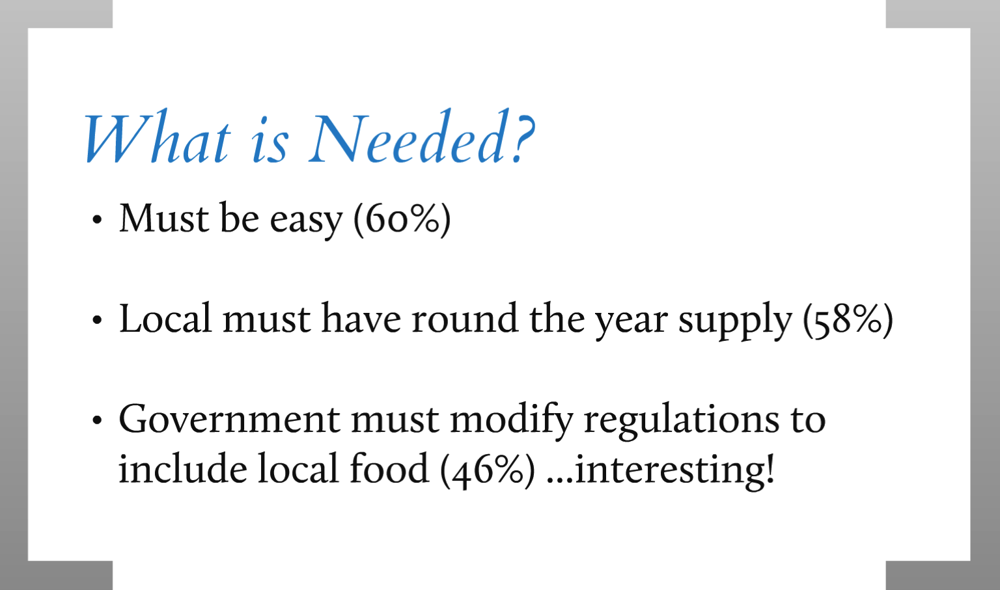 What is Needed?
• Must be easy (60%)
• Local must have round the year supply (58%)
• Government must modify regulations to
include local food (46%) ...interesting!